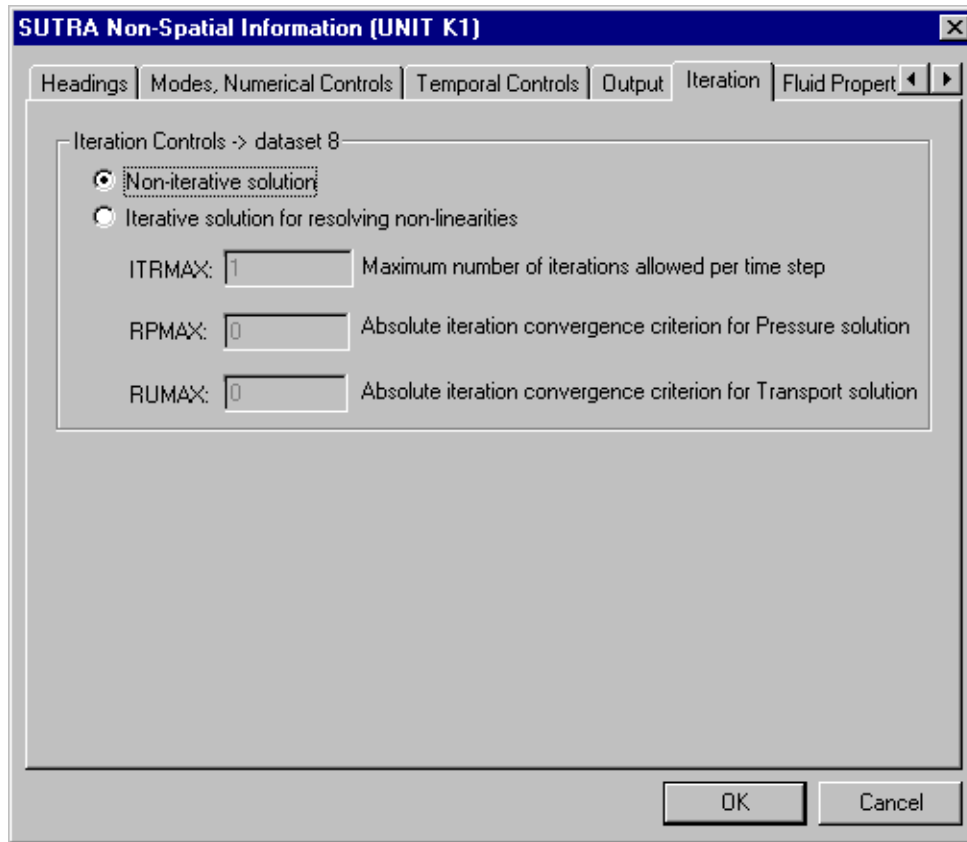 SUTRA Non-Spatial Information (UNIT K1)
Headings Modes, Numerical Controls Temporal Controls Output Iteration Fluid Propert
Iteration Controls -> dataset 8
Non-iterative solution
Iterative solution for resolving non-linearities
ITRMAX: 1 Maximum number of iterations allowed per time step
RPMAX: 0 Absolute iteration convergence criterion for Pressure solution
RUMAX: 0 Absolute iteration convergence criterion for Transport solution
OK Cancel